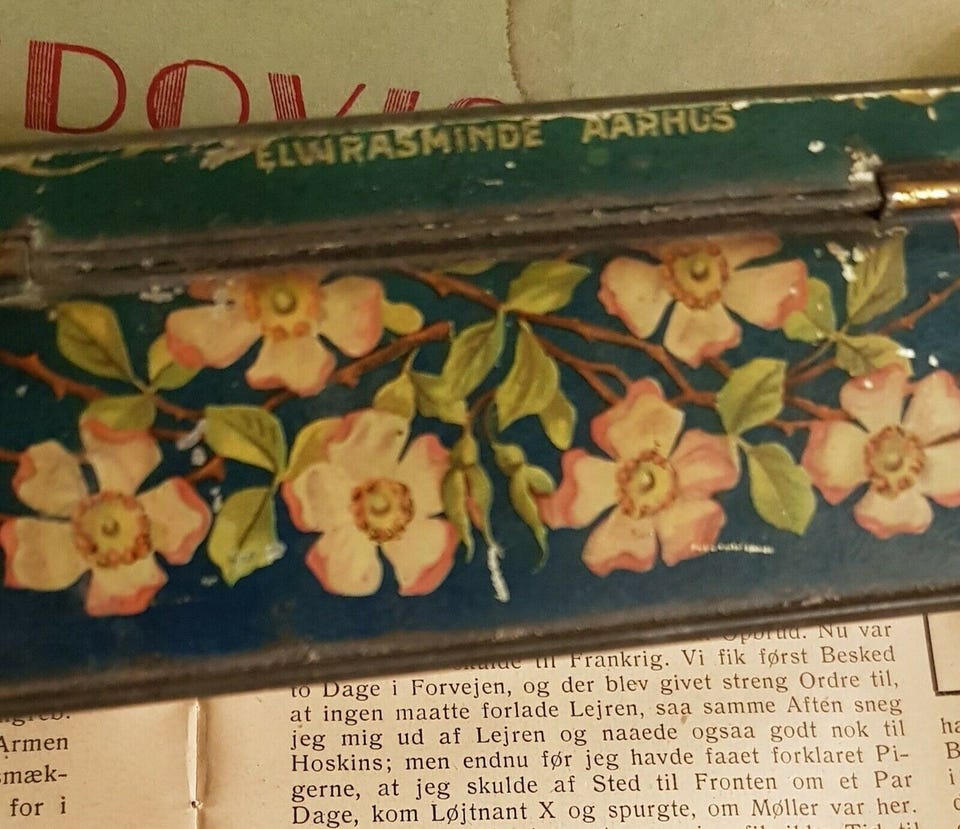 ELVIRASMINDE AARHUS
Opbrud. Nu var
skulde til Frankrig. Vi fik først Besked
to Dage i Forvejen, og der blev givet streng Ordre til,
at ingen maatte forlade Lejren, saa samme Aften sneg
jeg mig ud af Lejren og naaede ogsaa godt nok til
Hoskins; men endnu før jeg havde faaet forklaret Pi-
gerne, at jeg skulde af Sted til Fronten om et Par
Dage, kom Løjtnant X og spurgte, om Møller var her.
Armen
smæk-
for i